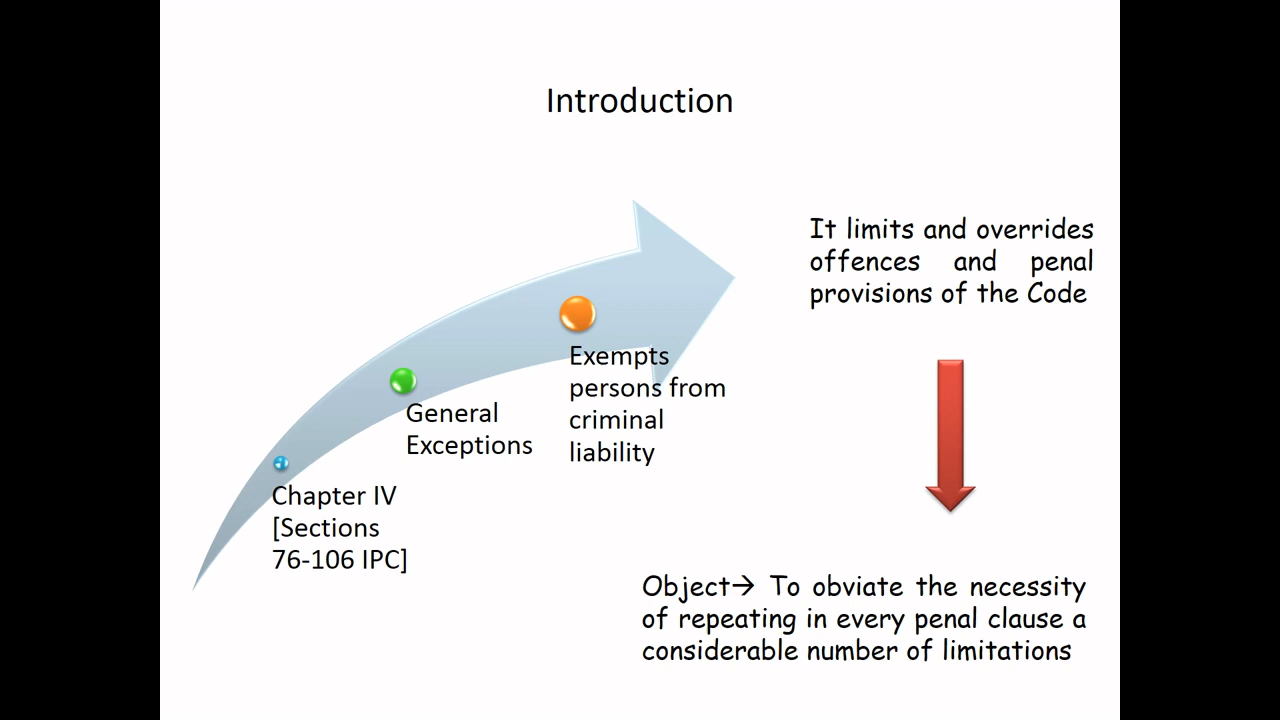 Introduction
It limits and overrides
offences and penal
provisions of the Code
Exempts
persons from
criminal
liability
General
Exceptions
Chapter IV
[Sections
76-106 IPC]
Object→ To obviate the necessity
of repeating in every penal clause a
considerable number of limitations